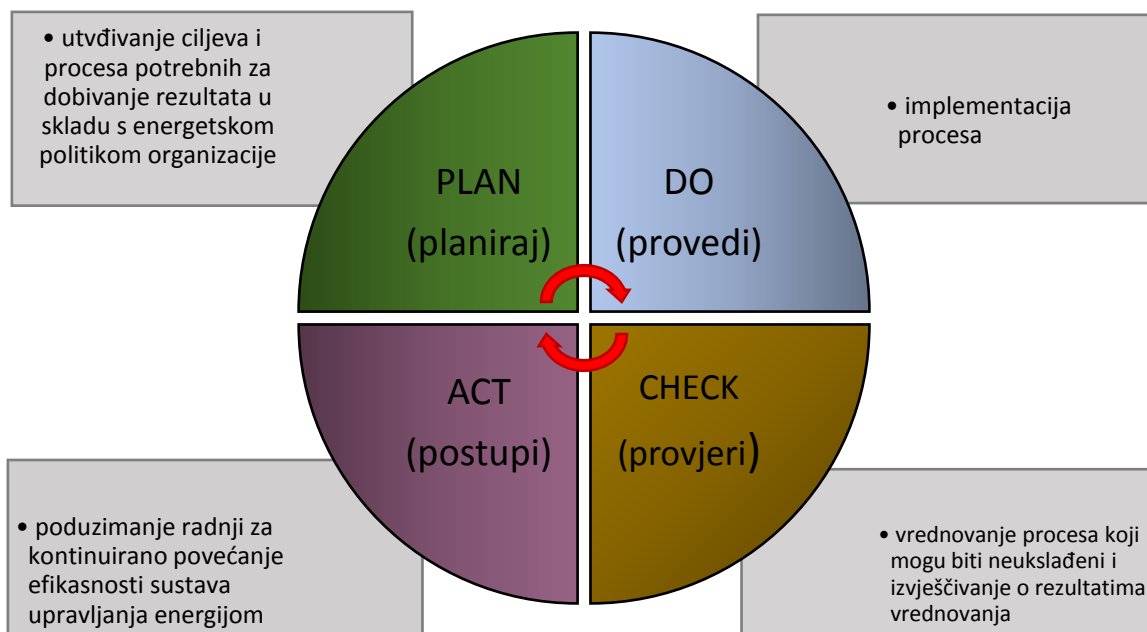 • utvđivanje ciljeva i
procesa potrebnih za
dobivanje rezultata u
skladu s energetskom
politikom organizacije
• implementacija
procesa
PLAN
(planiraj)
DO
(provedi)
ACT
(postupi)
CHECK
(provjeri)
• poduzimanje radnji za
kontinuirano povećanje
efikasnosti sustava
upravljanja energijom
• vrednovanje procesa koji
mogu biti neukslađeni i
izvješčivanje o rezultatima
vrednovanja